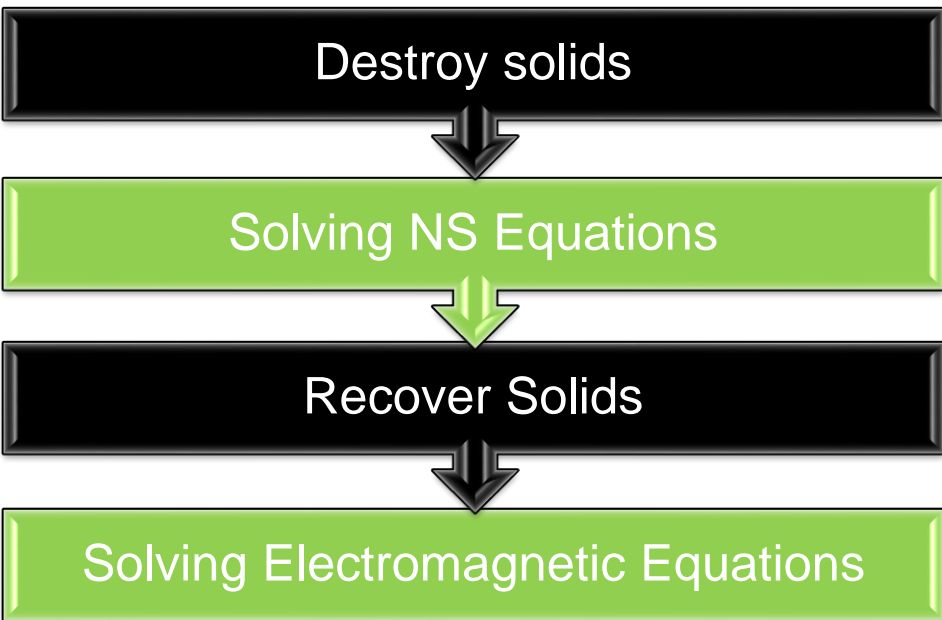 Destroy solids
Solving NS Equations
Recover Solids
Solving Electromagnetic Equations